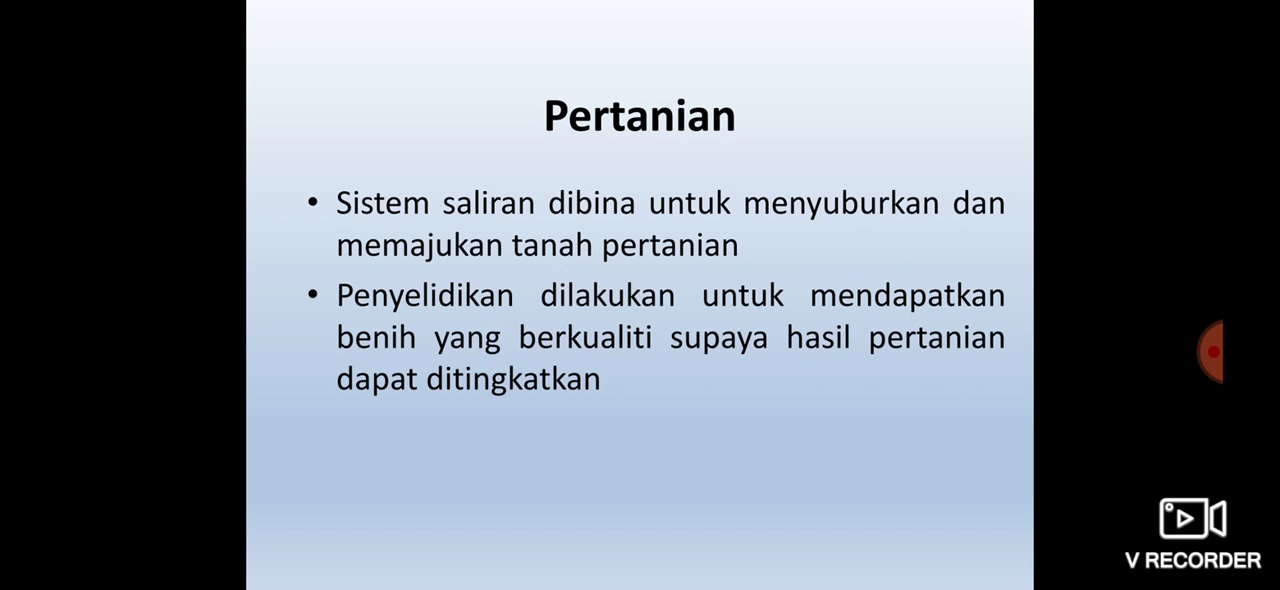 Pertanian
• Sistem saliran dibina untuk menyuburkan dan
memajukan tanah pertanian
• Penyelidikan dilakukan untuk mendapatkan
benih yang berkualiti supaya hasil pertanian
dapat ditingkatkan
V RECORDER